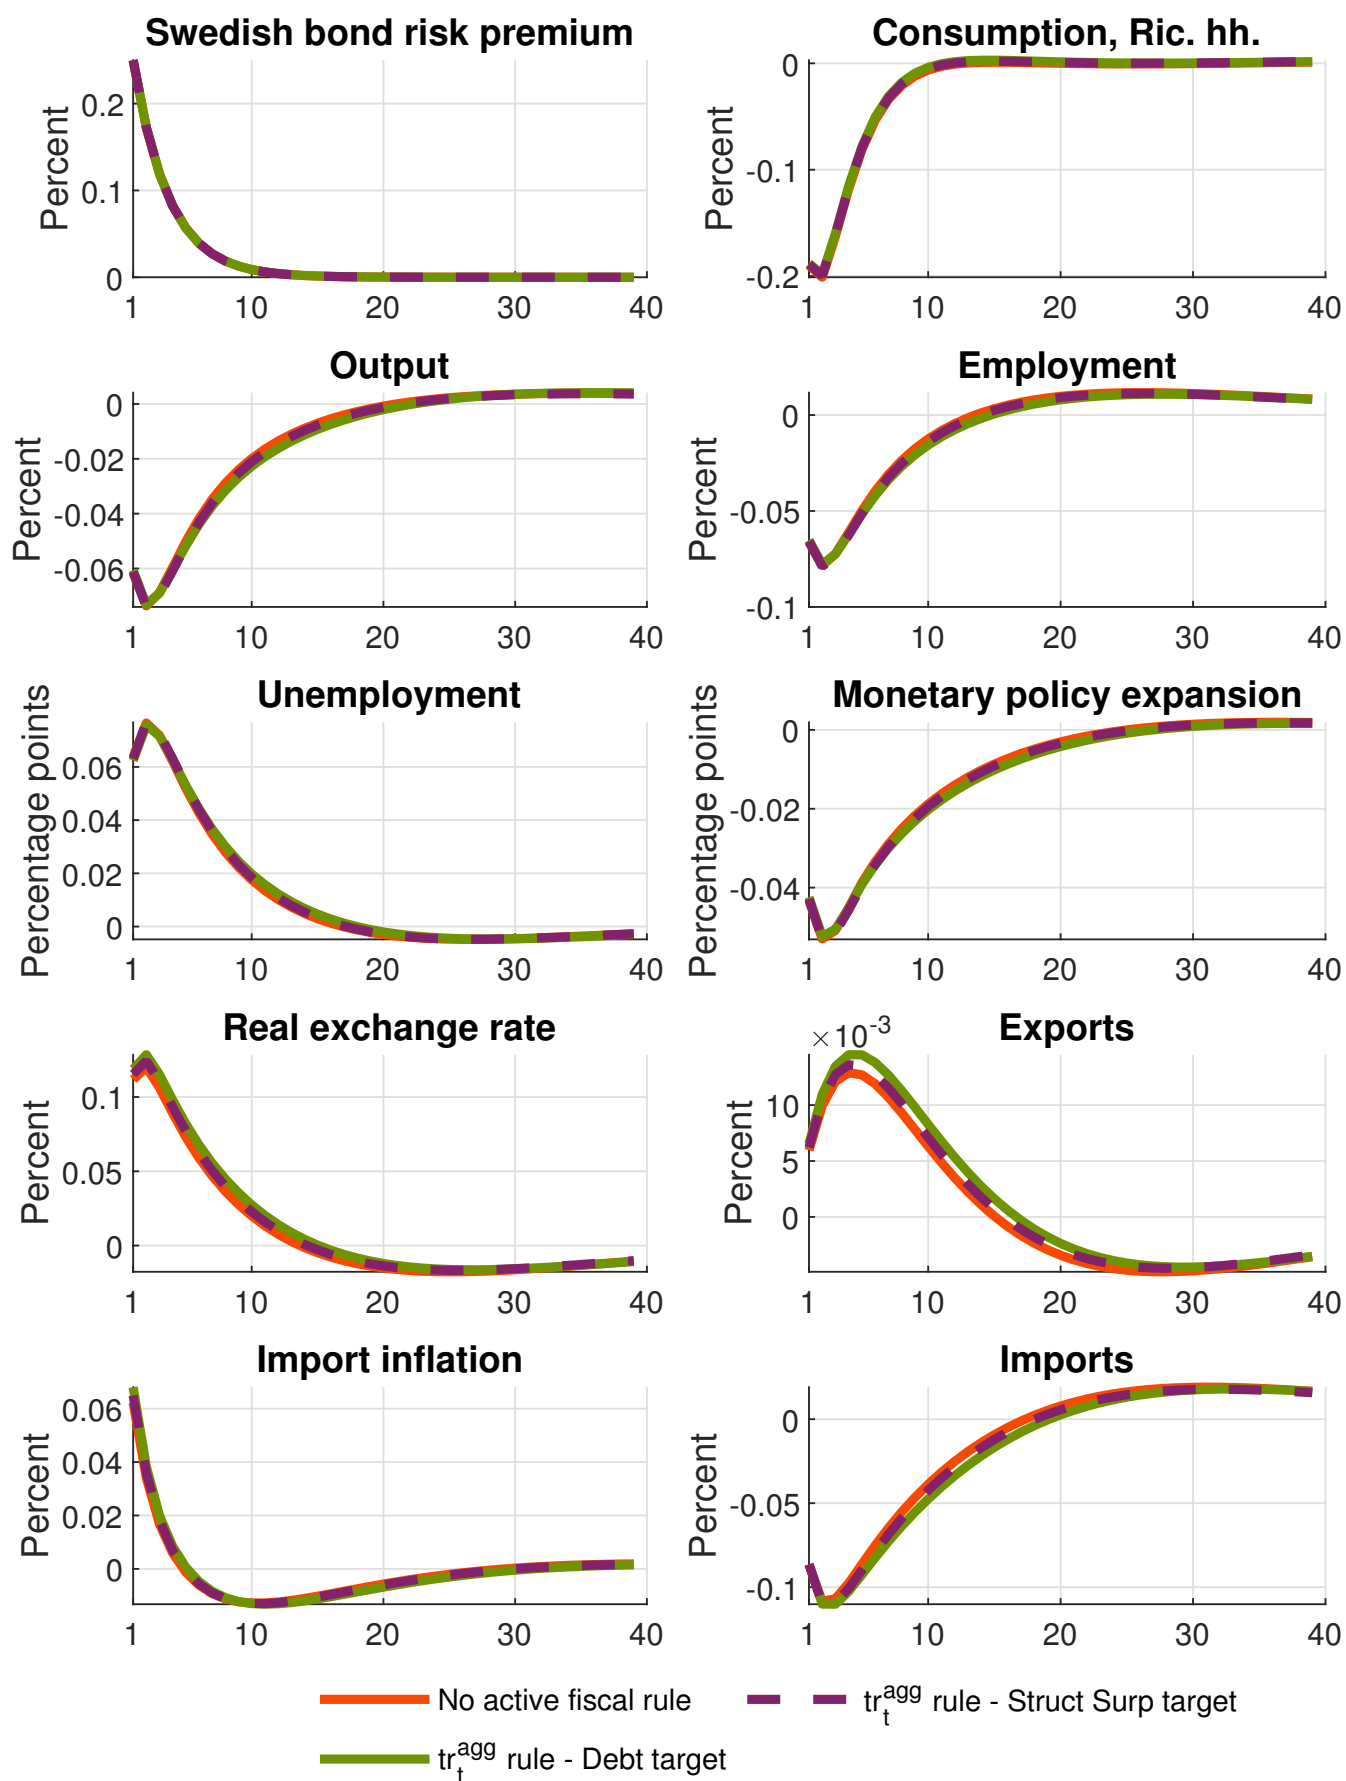 Swedish bond risk premium
Percent
0.2
0.1
0
1 10 20 30 40
Consumption, Ric. hh.
Percent
0
-0.1
-0.2
1 10 20 30 40
Output
Percent
0
-0.02
-0.04
-0.06
1 10 20 30 40
Employment
Percent
0
-0.05
-0.1
1 10 20 30 40
Unemployment
Percentage points
0.06
0.04
0.02
0
1 10 20 30 40
Monetary policy expansion
Percentage points
0
-0.02
-0.04
1 10 20 30 40
Real exchange rate
Percent
0.1
0.05
0
1 10 20 30 40
Exports
×10^-3
Percent
10
5
0
1 10 20 30 40
Import inflation
Percent
0.06
0.04
0.02
0
1 10 20 30 40
Imports
Percent
0
-0.05
-0.1
1 10 20 30 40
No active fiscal rule
tr_t^agg rule - Struct Surp target
tr_t^agg rule - Debt target